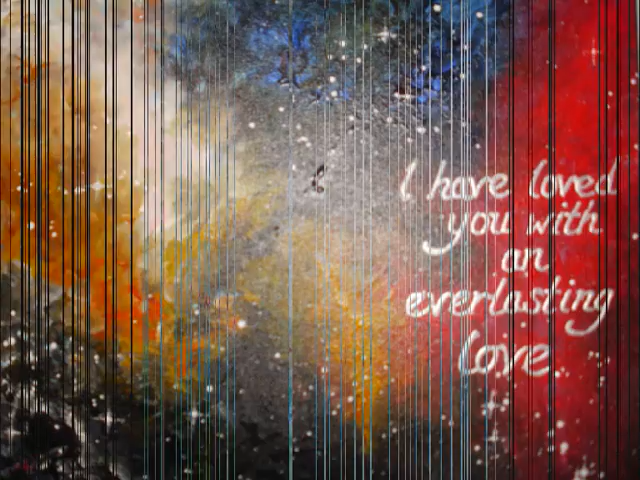 I have loved
you with
an
everlasting
love...